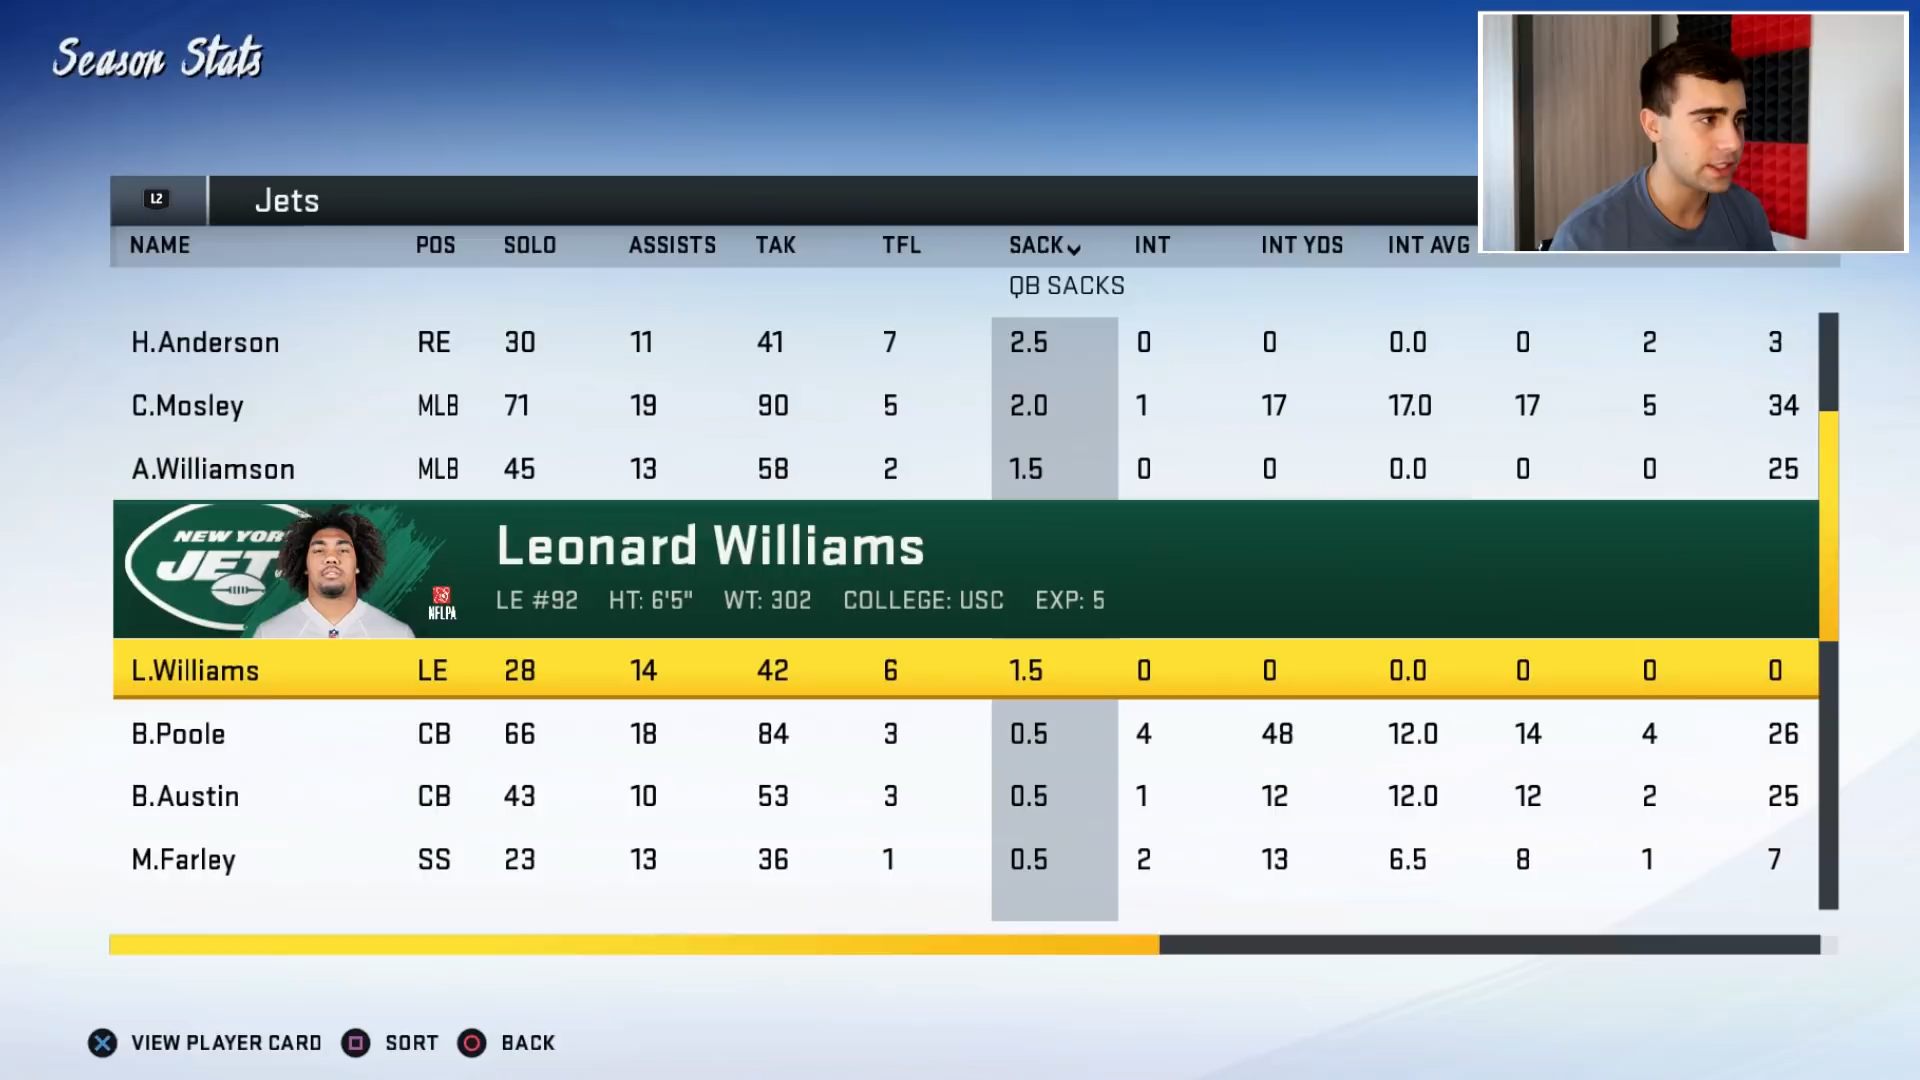 Season Stats
L2 Jets
NAME POS SOLO ASSISTS TAK TFL SACK INT INT YDS INT AVG
QB SACKS
H.Anderson RE 30 11 41 7 2.5 0 0 0.0 0 2 3
C.Mosley MLB 71 19 90 5 2.0 1 17 17.0 17 5 34
A.Williamson MLB 45 13 58 2 1.5 0 0 0.0 0 0 25
NEW YOR
JET
NFLPA
Leonard Williams
LE #92 HT: 6'5" WT: 302 COLLEGE: USC EXP: 5
L.Williams LE 28 14 42 6 1.5 0 0 0.0 0 0 0
B.Poole CB 66 18 84 3 0.5 4 48 12.0 14 4 26
B.Austin CB 43 10 53 3 0.5 1 12 12.0 12 2 25
M.Farley SS 23 13 36 1 0.5 2 13 6.5 8 1 7
VIEW PLAYER CARD SORT BACK